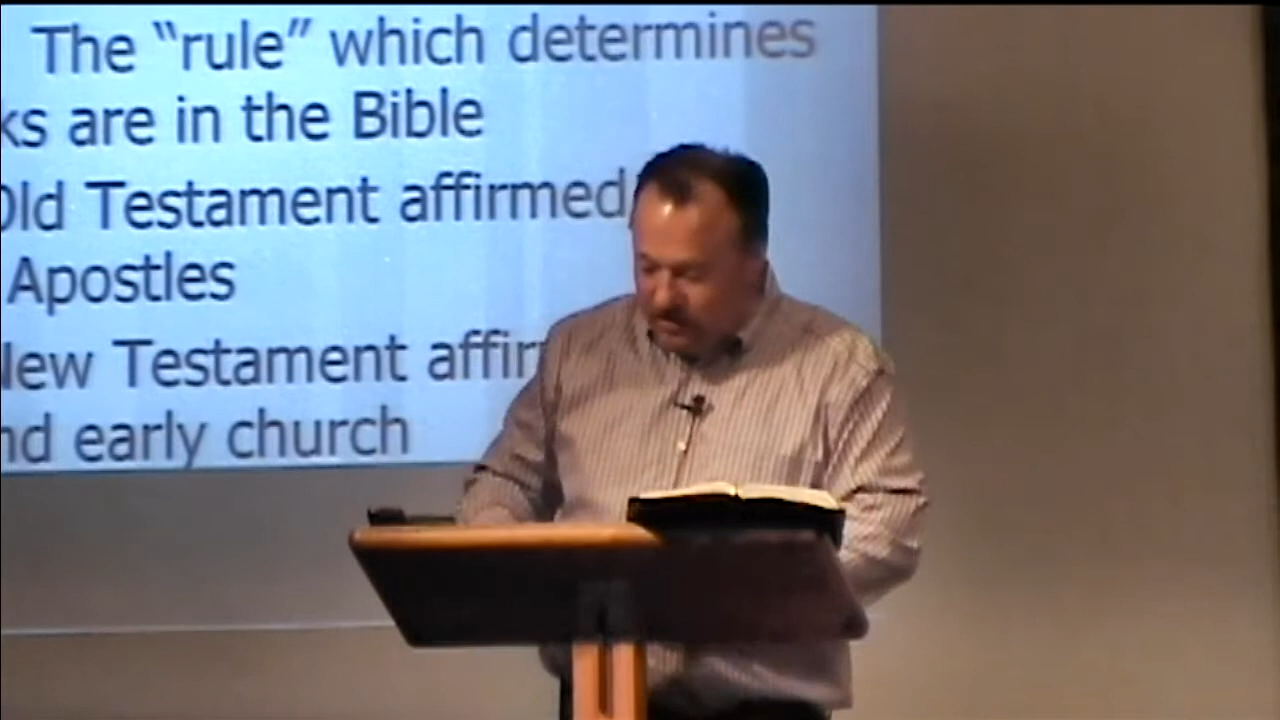 The “rule” which determines
ks are in the Bible
Old Testament affirmed
Apostles
New Testament affir
nd early church